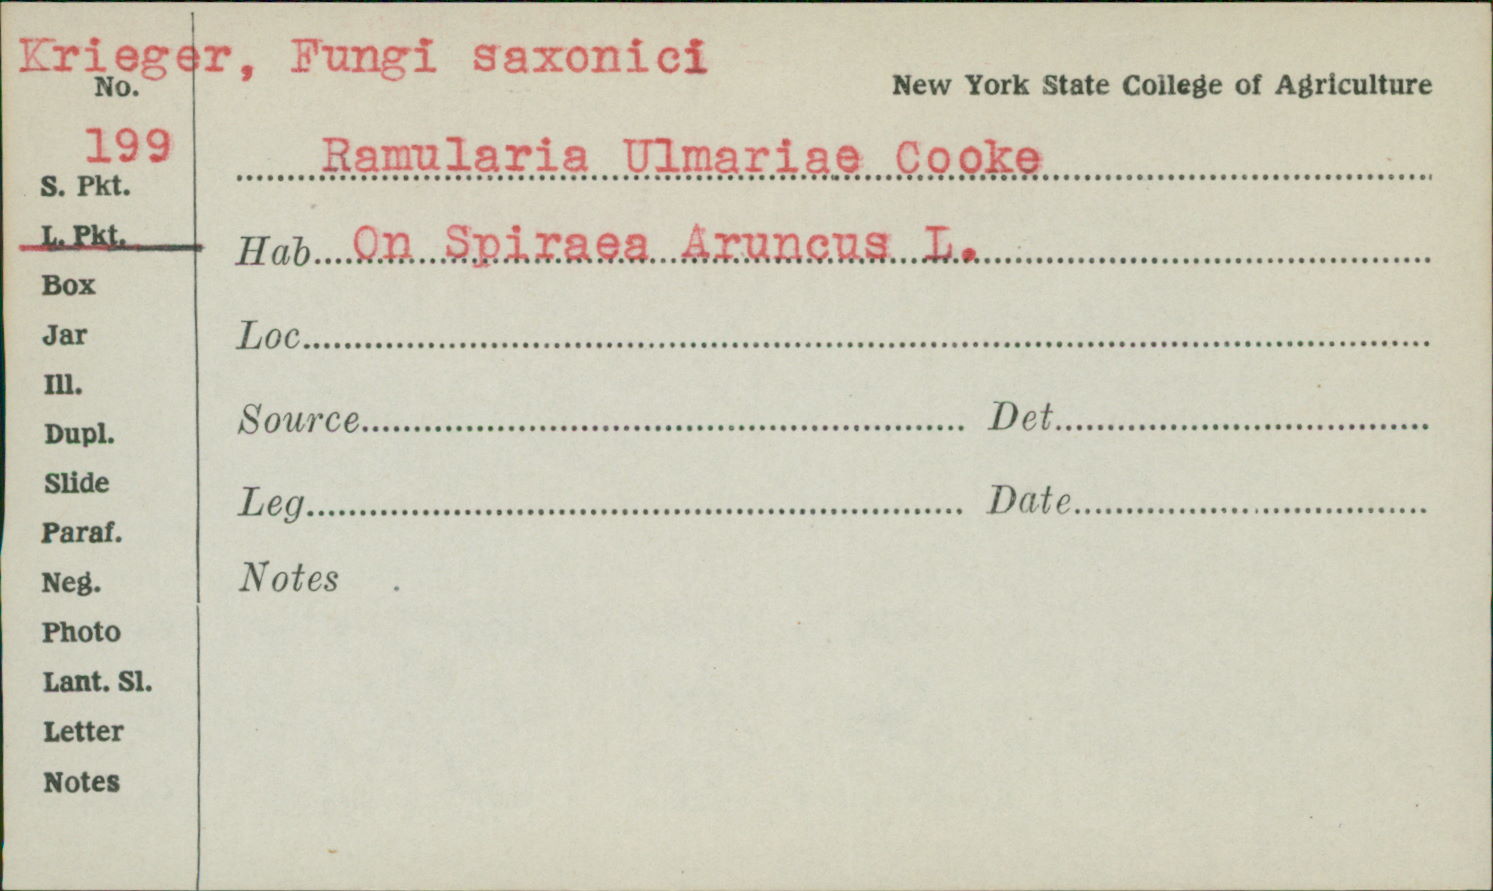 Krieger, Fungi saxonici
No.
New York State College of Agriculture
199
Ramularia Ulmariae Cooke
S. Pkt.
L. Pkt.
Hab....On Spiraea Aruncus L.
Box
Jar
Loc.
Ill.
Dupl.
Source
Det.
Slide
Leg.
Date
Paraf.
Neg.
Notes
Photo
Lant. Sl.
Letter
Notes